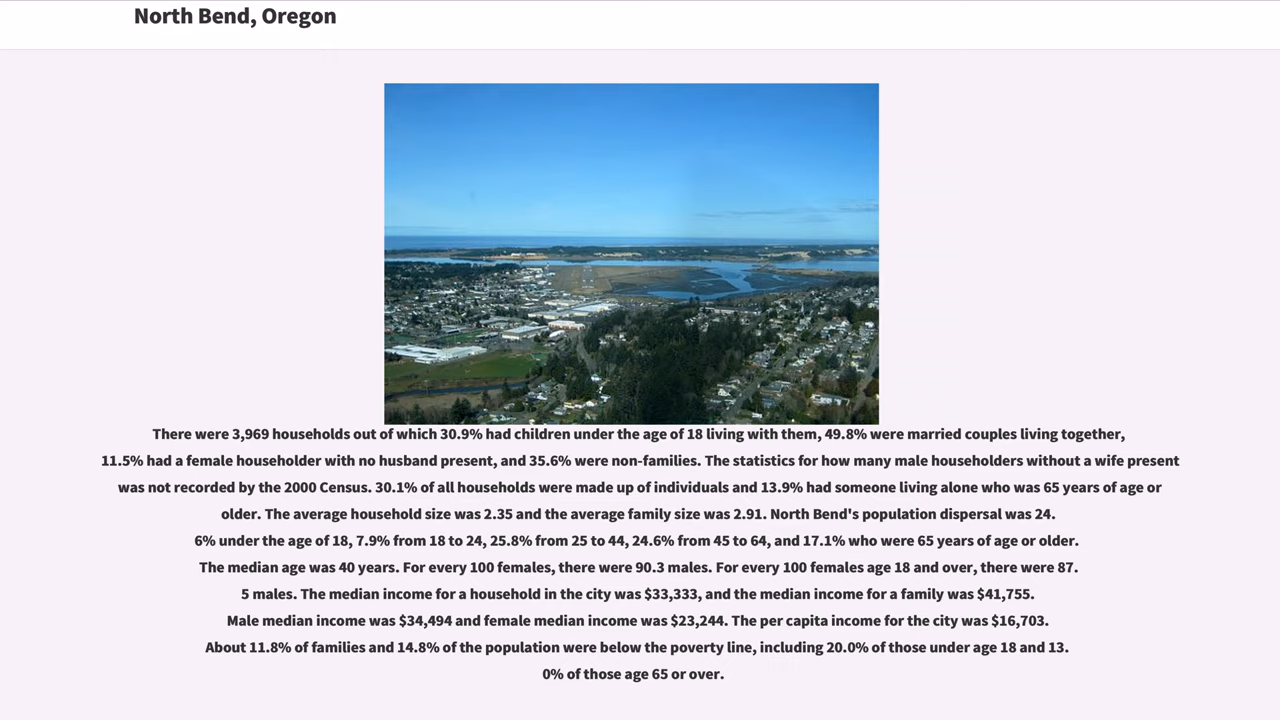 North Bend, Oregon
There were 3,969 households out of which 30.9% had children under the age of 18 living with them, 49.8% were married couples living together,
11.5% had a female householder with no husband present, and 35.6% were non-families. The statistics for how many male householders without a wife present
was not recorded by the 2000 Census. 30.1% of all households were made up of individuals and 13.9% had someone living alone who was 65 years of age or
older. The average household size was 2.35 and the average family size was 2.91. North Bend's population dispersal was 24.
6% under the age of 18, 7.9% from 18 to 24, 25.8% from 25 to 44, 24.6% from 45 to 64, and 17.1% who were 65 years of age or older.
The median age was 40 years. For every 100 females, there were 90.3 males. For every 100 females age 18 and over, there were 87.
5 males. The median income for a household in the city was $33,333, and the median income for a family was $41,755.
Male median income was $34,494 and female median income was $23,244. The per capita income for the city was $16,703.
About 11.8% of families and 14.8% of the population were below the poverty line, including 20.0% of those under age 18 and 13.
0% of those age 65 or over.